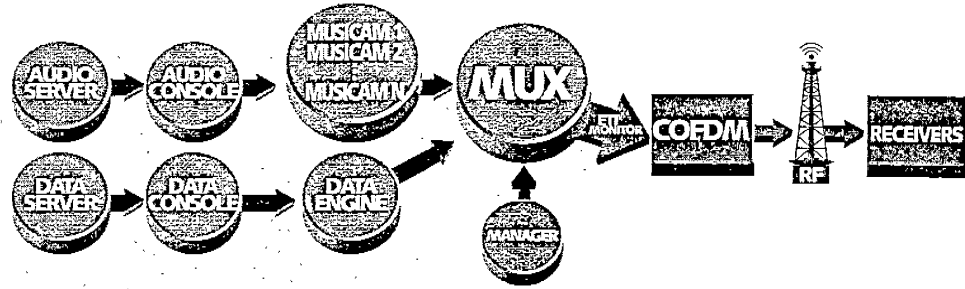 AUDIO
SERVER
AUDIO
CONSOLE
MUSICAM 1
MUSICAM 2
MUSICAM N
MUX
ETI
MONITOR
COFDM
RF
RECEIVERS
DATA
SERVER
DATA
CONSOLE
DATA
ENGINE
MANAGER